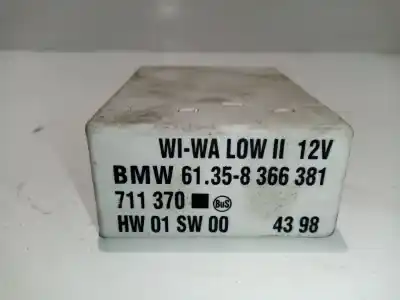 WI-WA LOW II 12V
BMW 61.35-8 366 381
711 370 BuS
HW 01 SW 00 43 98